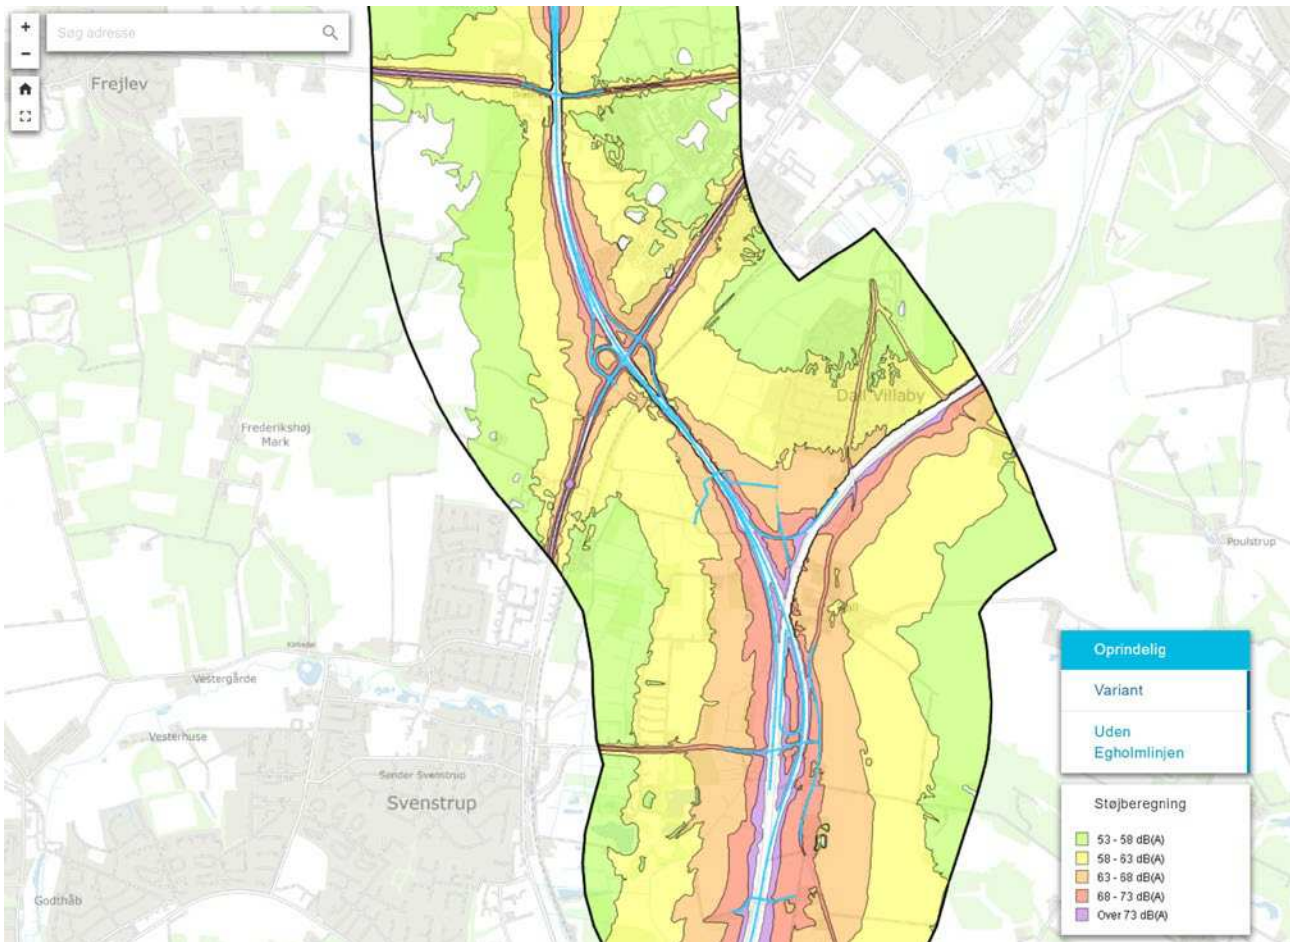 +
Søg adresse
−
Frejlev
Dall Villaby
Frederikshøj
Mark
Poulstrup
Vestergårde
Vesterhuse
Sønder Svenstrup
Svenstrup
Godthåb
Oprindelig
Variant
Uden
Egholmlinjen
Støjberegning
53 - 58 dB(A)
58 - 63 dB(A)
63 - 68 dB(A)
68 - 73 dB(A)
Over 73 dB(A)